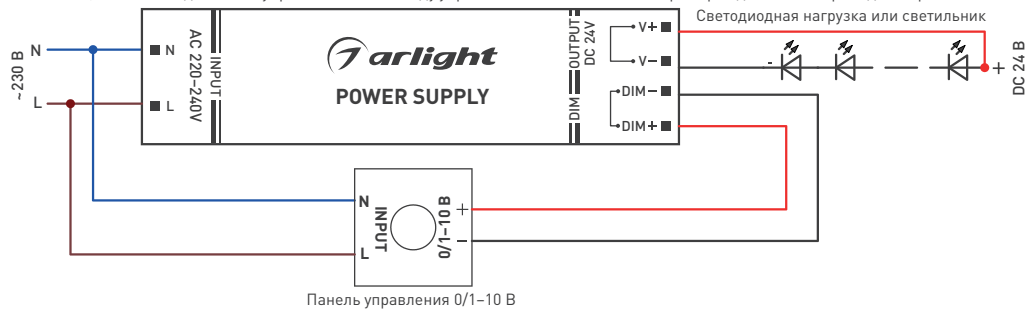 Светодиодная нагрузка или светильник
~230 В
N
L
N
L
AC 220–240V
INPUT
arlight
POWER SUPPLY
OUTPUT
DC 24V
DIM
V+
V–
DIM–
DIM+
-
+
DC 24 В
N
L
INPUT
0/1–10 В
+
–
Панель управления 0/1–10 В